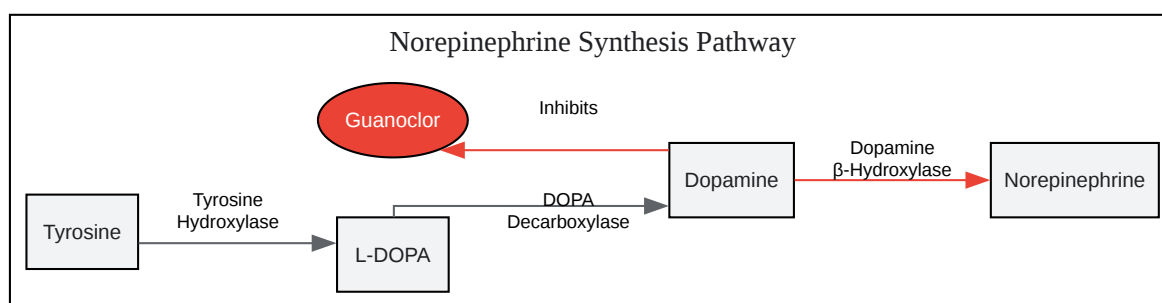 Norepinephrine Synthesis Pathway
Guanoclor
Inhibits
Tyrosine
Tyrosine
Hydroxylase
L-DOPA
DOPA
Decarboxylase
Dopamine
Dopamine
β-Hydroxylase
Norepinephrine